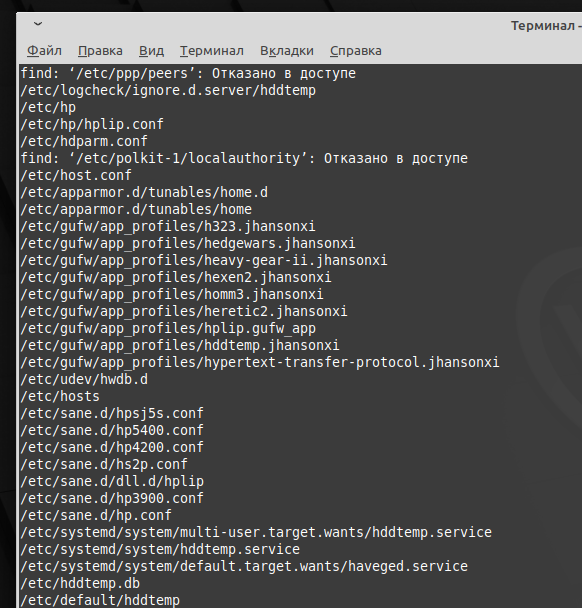 Терминал -
Файл Правка Вид Терминал Вкладки Справка
find: ‘/etc/ppp/peers’: Отказано в доступе
/etc/logcheck/ignore.d.server/hddtemp
/etc/hp
/etc/hp/hplip.conf
/etc/hdparm.conf
find: ‘/etc/polkit-1/localauthority’: Отказано в доступе
/etc/host.conf
/etc/apparmor.d/tunables/home.d
/etc/apparmor.d/tunables/home
/etc/gufw/app_profiles/h323.jhansonxi
/etc/gufw/app_profiles/hedgewars.jhansonxi
/etc/gufw/app_profiles/heavy-gear-ii.jhansonxi
/etc/gufw/app_profiles/hexen2.jhansonxi
/etc/gufw/app_profiles/homm3.jhansonxi
/etc/gufw/app_profiles/heretic2.jhansonxi
/etc/gufw/app_profiles/hplip.gufw_app
/etc/gufw/app_profiles/hddtemp.jhansonxi
/etc/gufw/app_profiles/hypertext-transfer-protocol.jhansonxi
/etc/udev/hwdb.d
/etc/hosts
/etc/sane.d/hpsj5s.conf
/etc/sane.d/hp5400.conf
/etc/sane.d/hp4200.conf
/etc/sane.d/hs2p.conf
/etc/sane.d/dll.d/hplip
/etc/sane.d/hp3900.conf
/etc/sane.d/hp.conf
/etc/systemd/system/multi-user.target.wants/hddtemp.service
/etc/systemd/system/hddtemp.service
/etc/systemd/system/default.target.wants/haveged.service
/etc/hddtemp.db
/etc/default/hddtemp